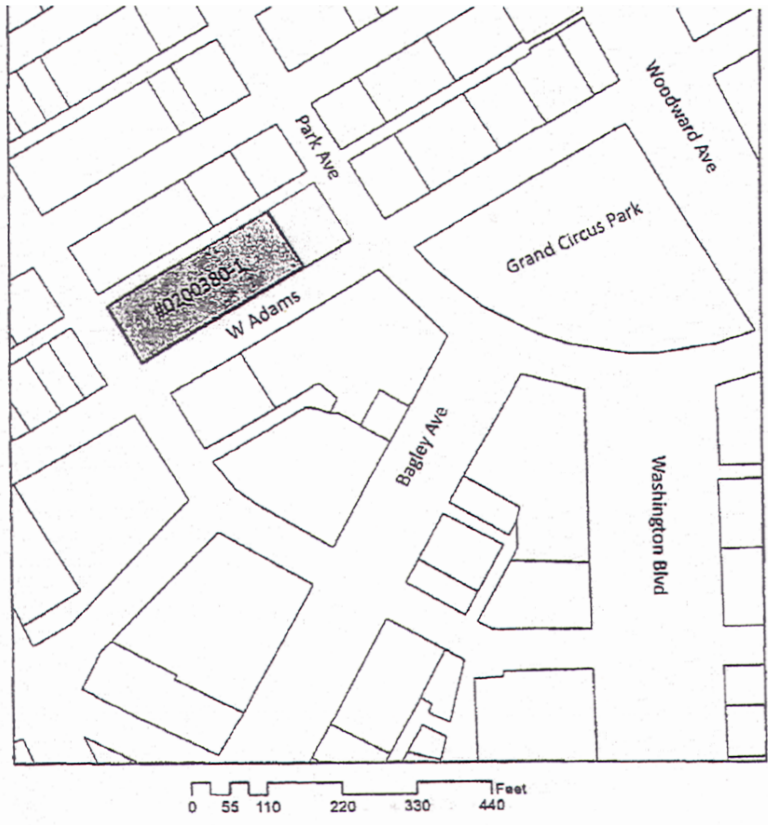 Woodward Ave
Park Ave
Grand Circus Park
#0200380-1
W Adams
Bagley Ave
Washington Blvd
0 55 110 220 330 440 Feet